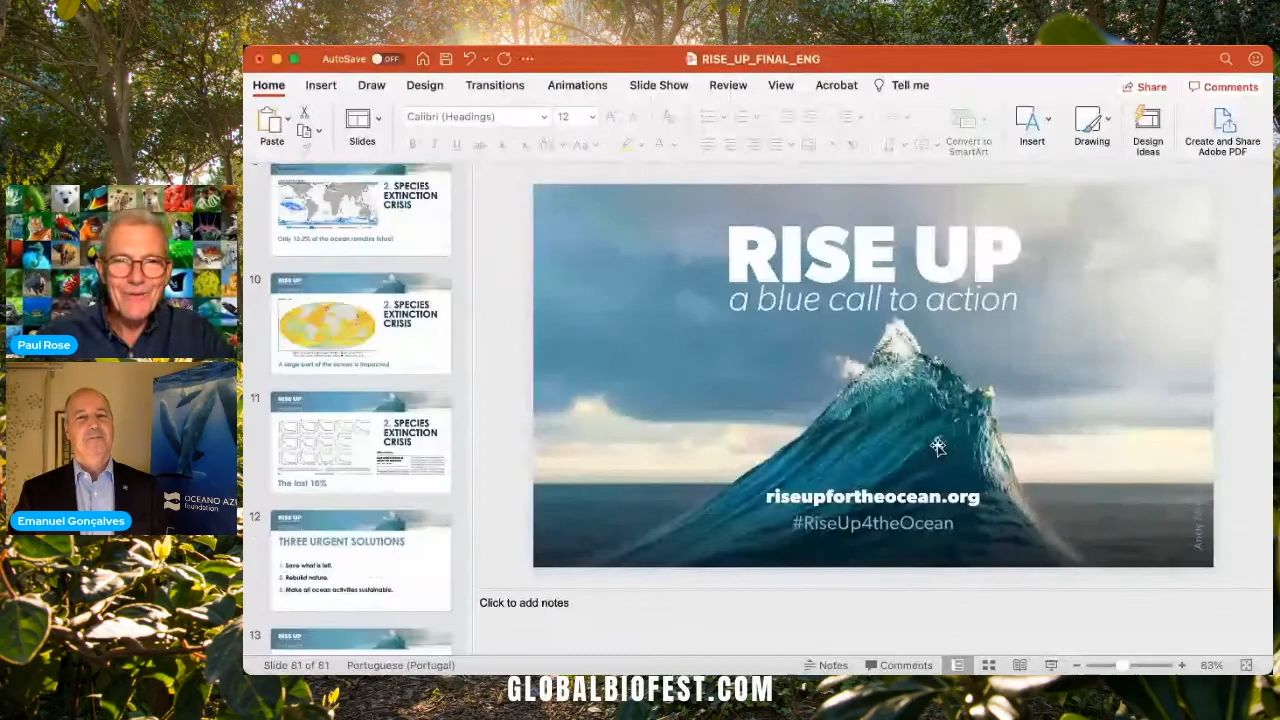 AutoSave OFF
RISE_UP_FINAL_ENG
Home Insert Draw Design Transitions Animations Slide Show Review View Acrobat Tell me
Share Comments
Calibri (Headings) 12
Paste Slides Convert to SmartArt Insert Drawing Design Ideas Create and Share Adobe PDF
2. SPECIES
EXTINCTION
CRISIS
Only 13.2% of the ocean remains intact
10
RISE UP
2. SPECIES
EXTINCTION
CRISIS
A large part of the ocean is impacted
11
RISE UP
2. SPECIES
EXTINCTION
CRISIS
12
RISE UP
THREE URGENT SOLUTIONS
1. Save what is left.
2. Rebuild nature.
3. Make all ocean activities sustainable.
13
RISE UP
RISE UP
a blue call to action
riseupfortheocean.org
#RiseUp4theOcean
Click to add notes
Slide 81 of 81 Portuguese (Portugal)
Notes Comments 83%
Paul Rose
OCEANO AZ
foundation
Emanuel Gonçalves
GLOBALBIOFEST.COM